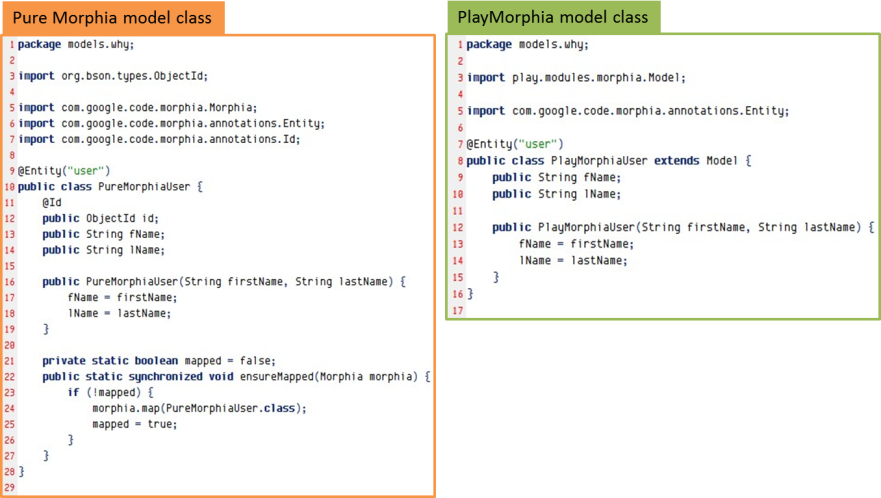 Pure Morphia model class
1 package models.why;
2
3 import org.bson.types.ObjectId;
4
5 import com.google.code.morphia.Morphia;
6 import com.google.code.morphia.annotations.Entity;
7 import com.google.code.morphia.annotations.Id;
8
9 @Entity("user")
10 public class PureMorphiaUser {
11     @Id
12     public ObjectId id;
13     public String fName;
14     public String lName;
15
16     public PureMorphiaUser(String firstName, String lastName) {
17         fName = firstName;
18         lName = lastName;
19     }
20
21     private static boolean mapped = false;
22     public static synchronized void ensureMapped(Morphia morphia) {
23         if (!mapped) {
24             morphia.map(PureMorphiaUser.class);
25             mapped = true;
26         }
27     }
28 }
29
PlayMorphia model class
1 package models.why;
2
3 import play.modules.morphia.Model;
4
5 import com.google.code.morphia.annotations.Entity;
6
7 @Entity("user")
8 public class PlayMorphiaUser extends Model {
9     public String fName;
10     public String lName;
11
12     public PlayMorphiaUser(String firstName, String lastName) {
13         fName = firstName;
14         lName = lastName;
15     }
16 }
17